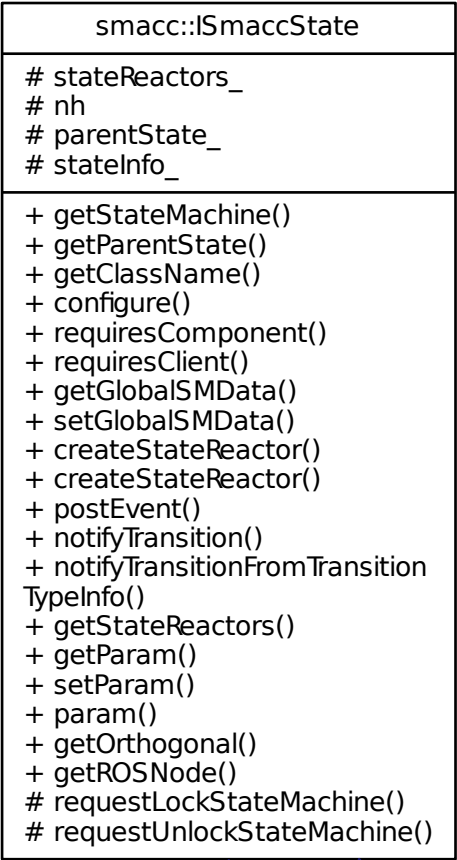 smacc::ISmaccState
# stateReactors_
# nh
# parentState_
# stateInfo_
+ getStateMachine()
+ getParentState()
+ getClassName()
+ configure()
+ requiresComponent()
+ requiresClient()
+ getGlobalSMData()
+ setGlobalSMData()
+ createStateReactor()
+ createStateReactor()
+ postEvent()
+ notifyTransition()
+ notifyTransitionFromTransition
TypeInfo()
+ getStateReactors()
+ getParam()
+ setParam()
+ param()
+ getOrthogonal()
+ getROSNode()
# requestLockStateMachine()
# requestUnlockStateMachine()